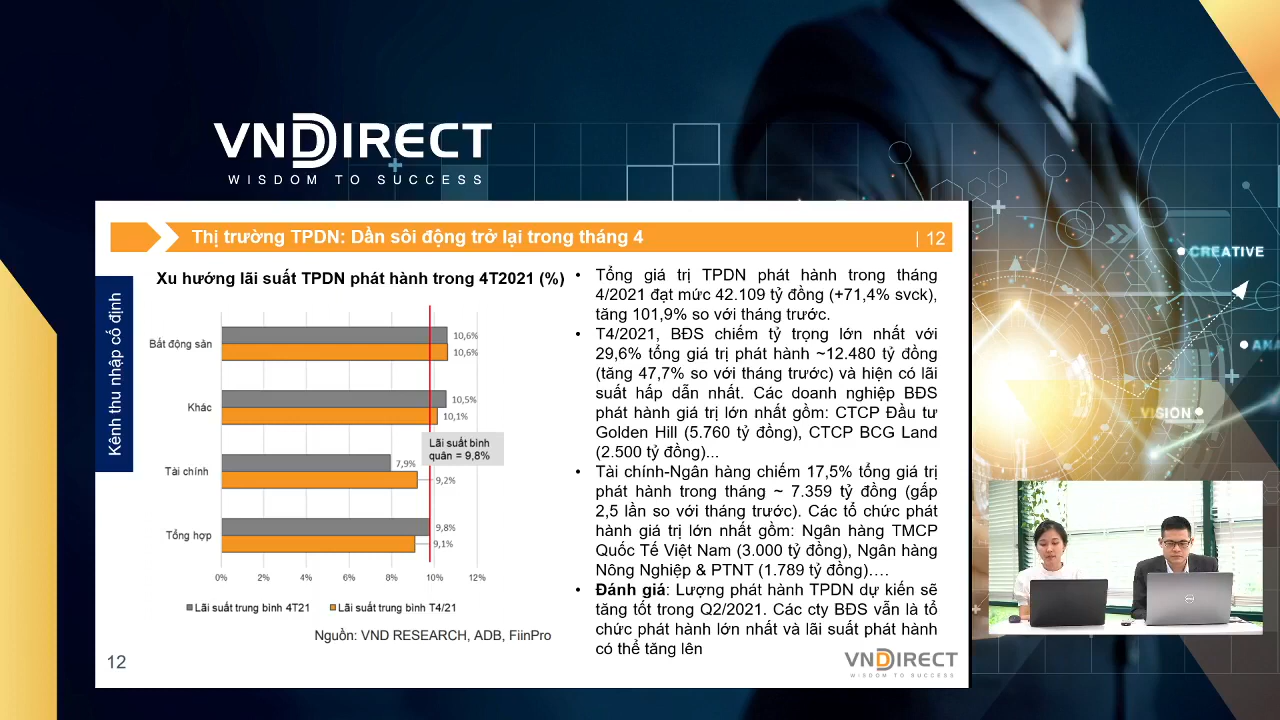 VNDIRECT
WISDOM TO SUCCESS
Thị trường TPDN: Dần sôi động trở lại trong tháng 4
| 12
Kênh thu nhập cố định
Xu hướng lãi suất TPDN phát hành trong 4T2021 (%)
Bất động sản
10,6%
10,6%
Khác
10,5%
10,1%
Lãi suất bình
quân = 9,8%
Tài chính
7,9%
9,2%
Tổng hợp
9,8%
9,1%
0% 2% 4% 6% 8% 10% 12%
Lãi suất trung bình 4T21 Lãi suất trung bình T4/21
Nguồn: VND RESEARCH, ADB, FiinPro
12
• Tổng giá trị TPDN phát hành trong tháng
4/2021 đạt mức 42.109 tỷ đồng (+71,4% svck),
tăng 101,9% so với tháng trước.
• T4/2021, BĐS chiếm tỷ trọng lớn nhất với
29,6% tổng giá trị phát hành ~12.480 tỷ đồng
(tăng 47,7% so với tháng trước) và hiện có lãi
suất hấp dẫn nhất. Các doanh nghiệp BĐS
phát hành giá trị lớn nhất gồm: CTCP Đầu tư
Golden Hill (5.760 tỷ đồng), CTCP BCG Land
(2.500 tỷ đồng)...
• Tài chính-Ngân hàng chiếm 17,5% tổng giá trị
phát hành trong tháng ~ 7.359 tỷ đồng (gấp
2,5 lần so với tháng trước). Các tổ chức phát
hành giá trị lớn nhất gồm: Ngân hàng TMCP
Quốc Tế Việt Nam (3.000 tỷ đồng), Ngân hàng
Nông Nghiệp & PTNT (1.789 tỷ đồng)….
• Đánh giá: Lượng phát hành TPDN dự kiến sẽ
tăng tốt trong Q2/2021. Các cty BĐS vẫn là tổ
chức phát hành lớn nhất và lãi suất phát hành
có thể tăng lên
VNDIRECT
WISDOM TO SUCCESS
CREATIVE
ANA
VISION
DELL